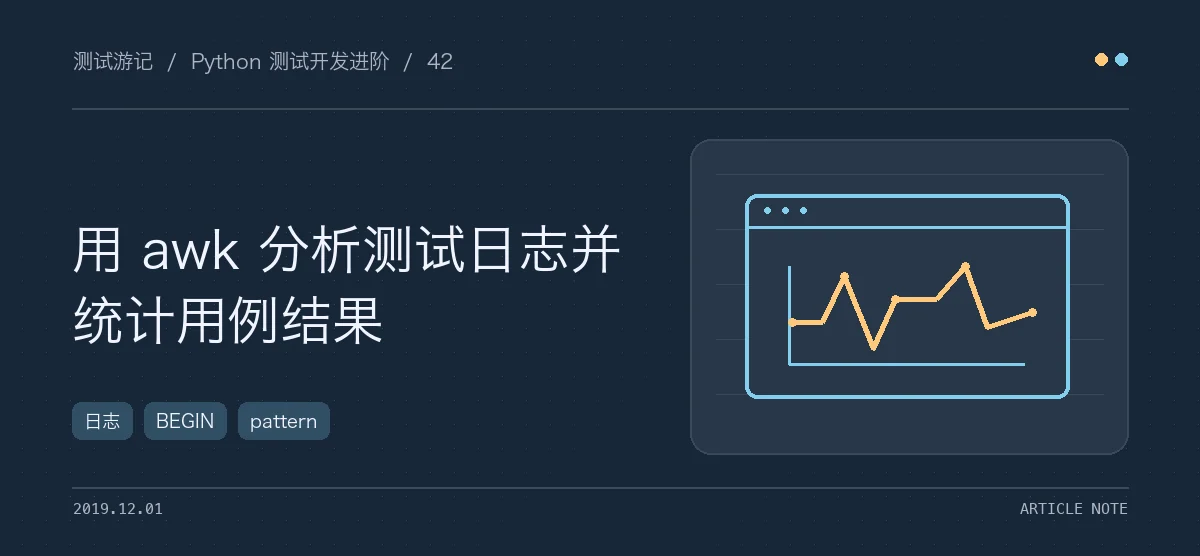 测试游记 / Python 测试开发进阶 / 42
用 awk 分析测试日志并
统计用例结果
日志 BEGIN pattern
2019.12.01 ARTICLE NOTE